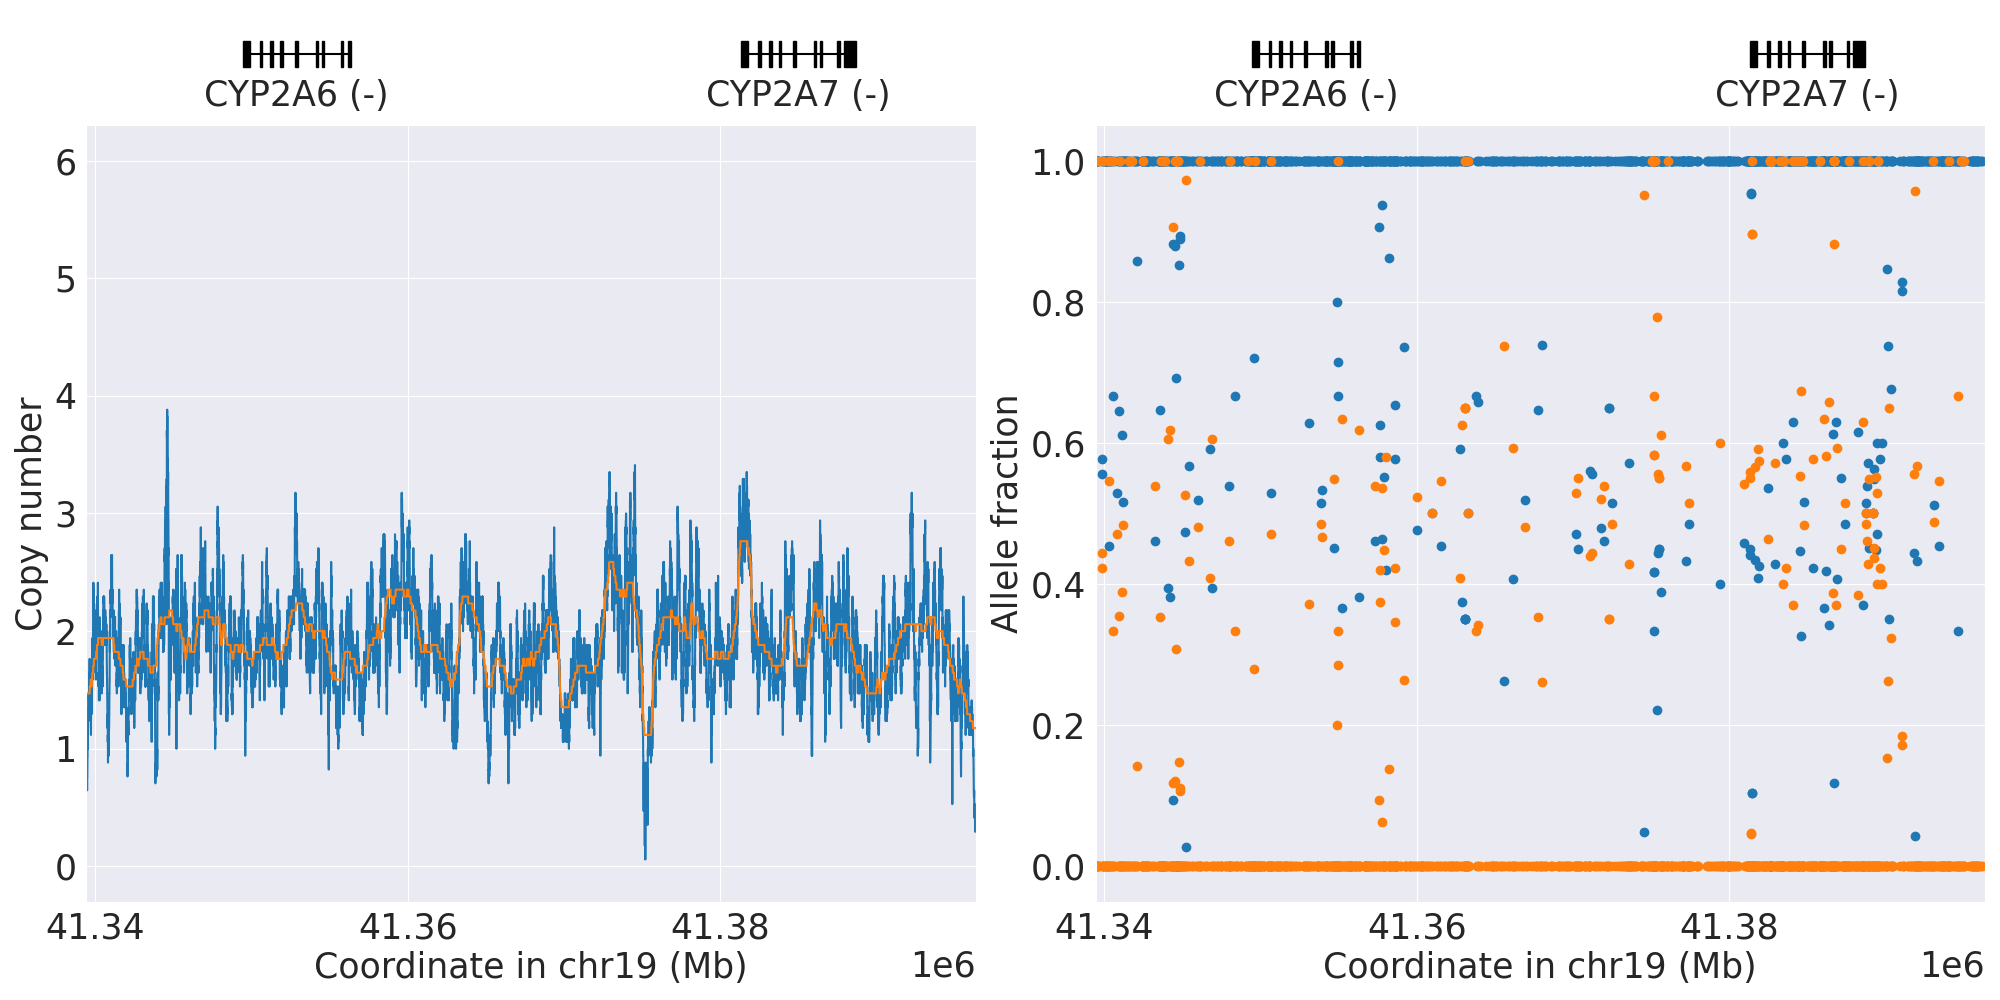 CYP2A6 (-)
CYP2A7 (-)
6
5
4
3
2
1
0
Copy number
41.34
41.36
41.38
Coordinate in chr19 (Mb)
1e6
CYP2A6 (-)
CYP2A7 (-)
1.0
0.8
0.6
0.4
0.2
0.0
Allele fraction
41.34
41.36
41.38
Coordinate in chr19 (Mb)
1e6